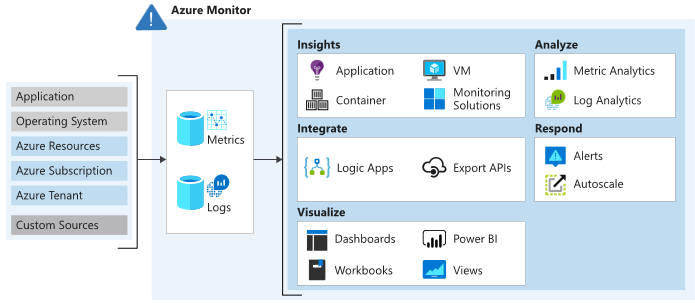 Azure Monitor
Application
Operating System
Azure Resources
Azure Subscription
Azure Tenant
Custom Sources
Metrics
Logs
Insights
Application
VM
Container
Monitoring
Solutions
Analyze
Metric Analytics
Log Analytics
Integrate
Logic Apps
Export APIs
Respond
Alerts
Autoscale
Visualize
Dashboards
Power BI
Workbooks
Views